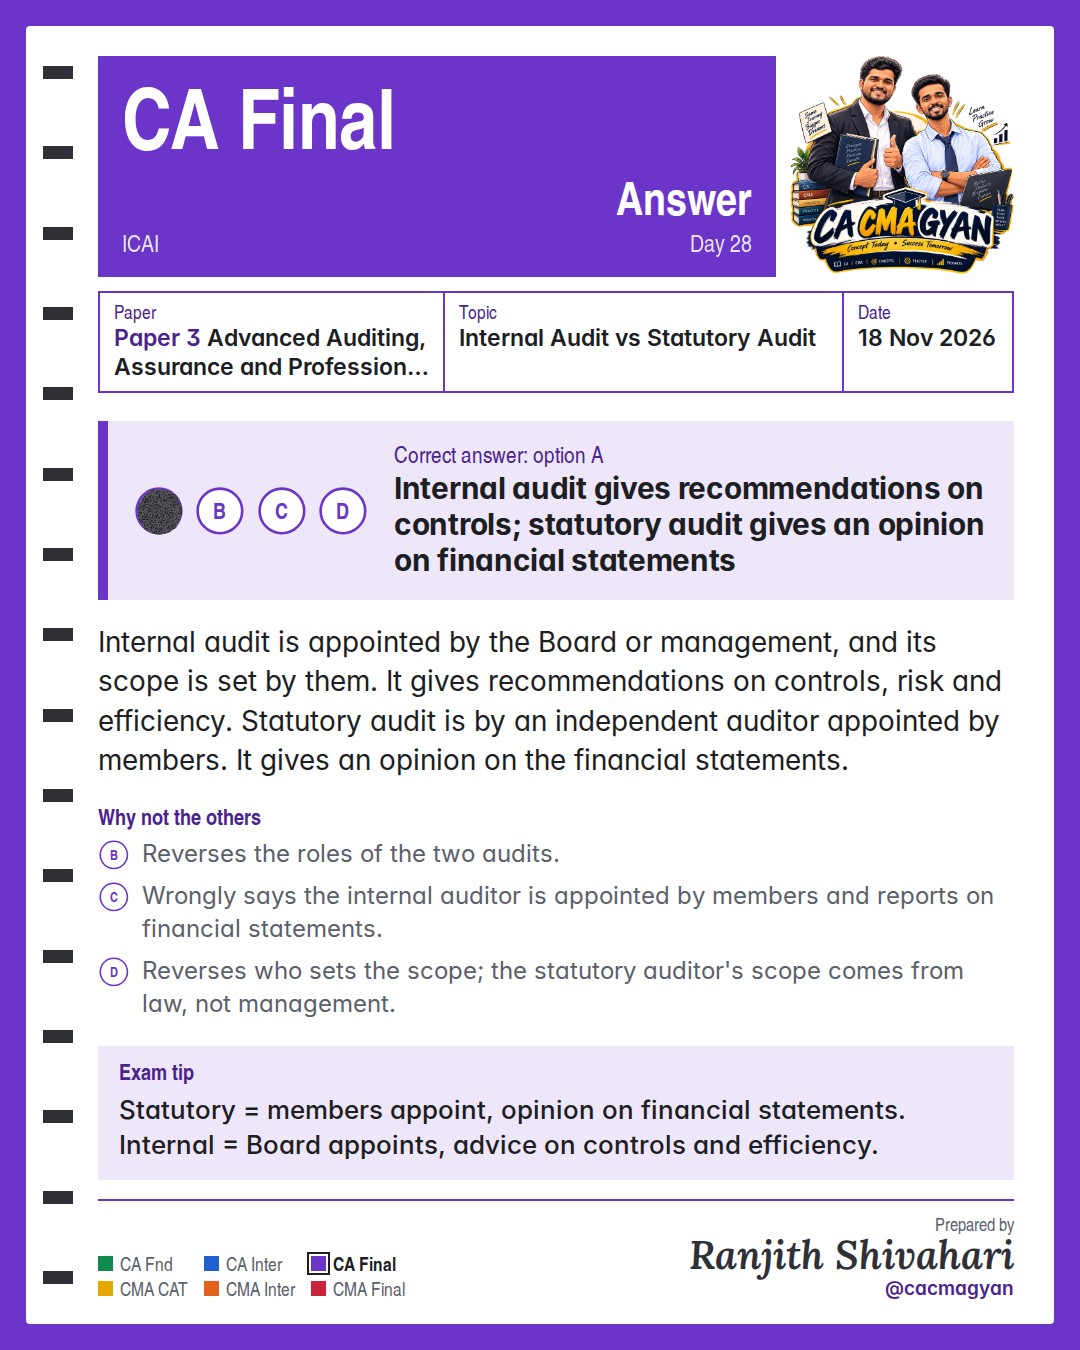 CA Final
Answer
ICAI
Day 28
CA CMA GYAN
Concept Today • Success Tomorrow
Learn
Practice
Grow
Paper
Paper 3 Advanced Auditing,
Assurance and Profession...
Topic
Internal Audit vs Statutory Audit
Date
18 Nov 2026
Correct answer: option A
B C D
Internal audit gives recommendations on
controls; statutory audit gives an opinion
on financial statements
Internal audit is appointed by the Board or management, and its
scope is set by them. It gives recommendations on controls, risk and
efficiency. Statutory audit is by an independent auditor appointed by
members. It gives an opinion on the financial statements.
Why not the others
B Reverses the roles of the two audits.
C Wrongly says the internal auditor is appointed by members and reports on
financial statements.
D Reverses who sets the scope; the statutory auditor's scope comes from
law, not management.
Exam tip
Statutory = members appoint, opinion on financial statements.
Internal = Board appoints, advice on controls and efficiency.
CA Fnd CA Inter CA Final
CMA CAT CMA Inter CMA Final
Prepared by
Ranjith Shivahari
@cacmagyan